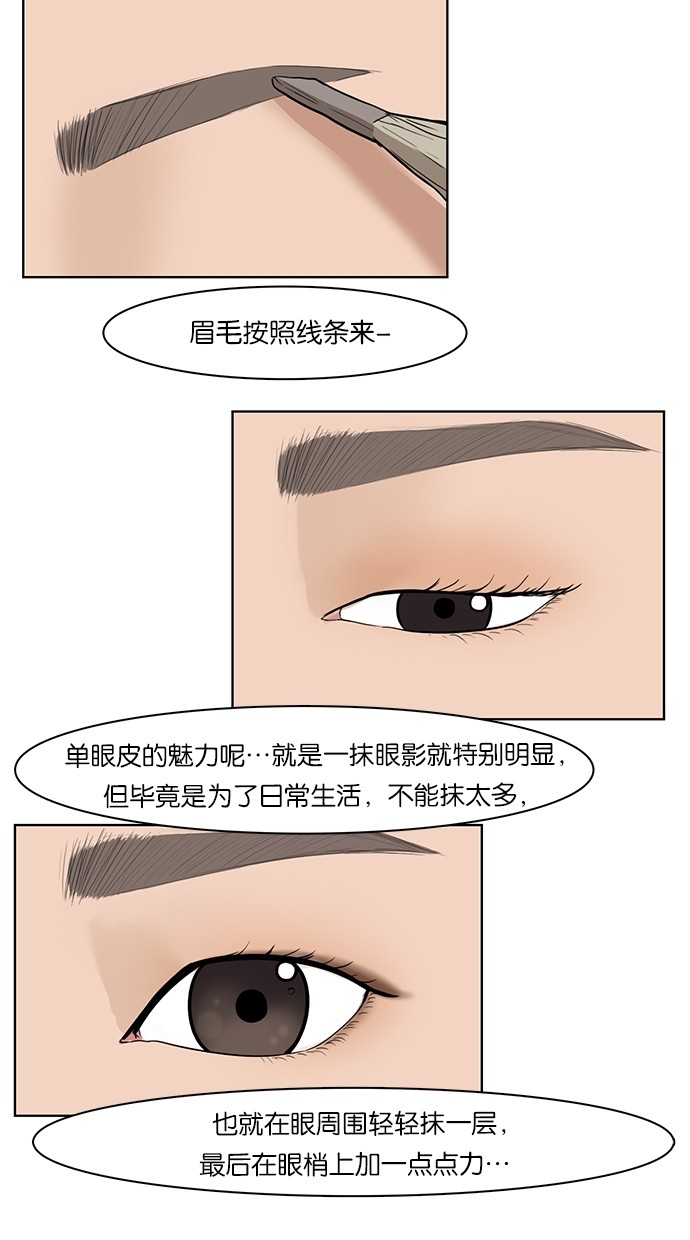 眉毛按照线条来-
单眼皮的魅力呢…就是一抹眼影就特别明显，
但毕竟是为了日常生活，不能抹太多，
也就在眼周围轻轻抹一层，
最后在眼梢上加一点点力…